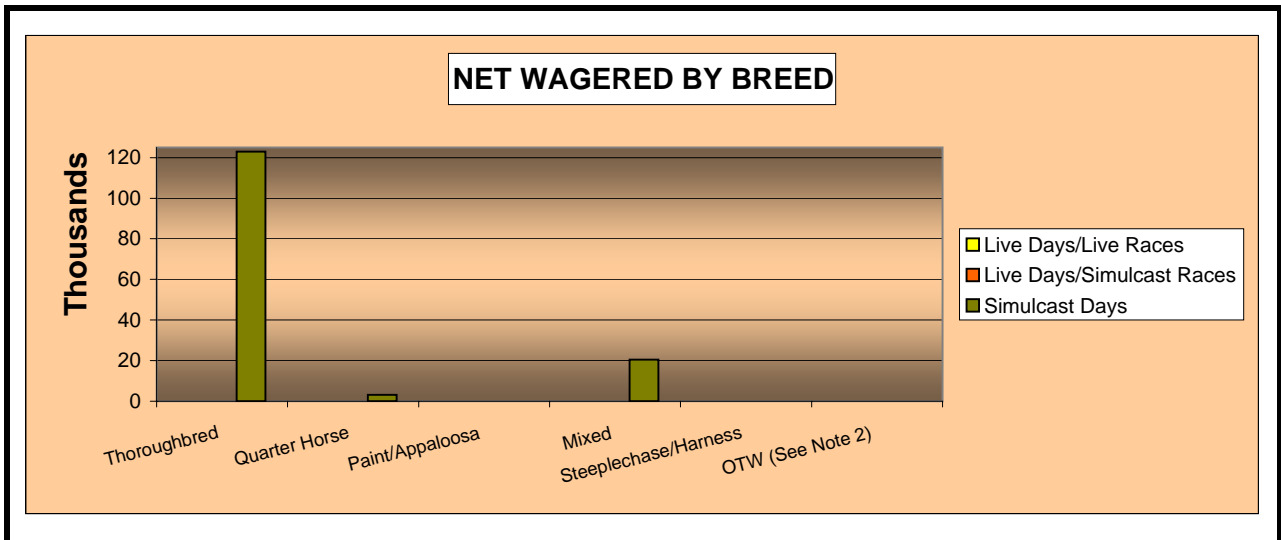 NET WAGERED BY BREED
Thousands
120
100
80
60
40
20
0
Thoroughbred
Quarter Horse
Paint/Appaloosa
Mixed
Steeplechase/Harness
OTW (See Note 2)
Live Days/Live Races
Live Days/Simulcast Races
Simulcast Days